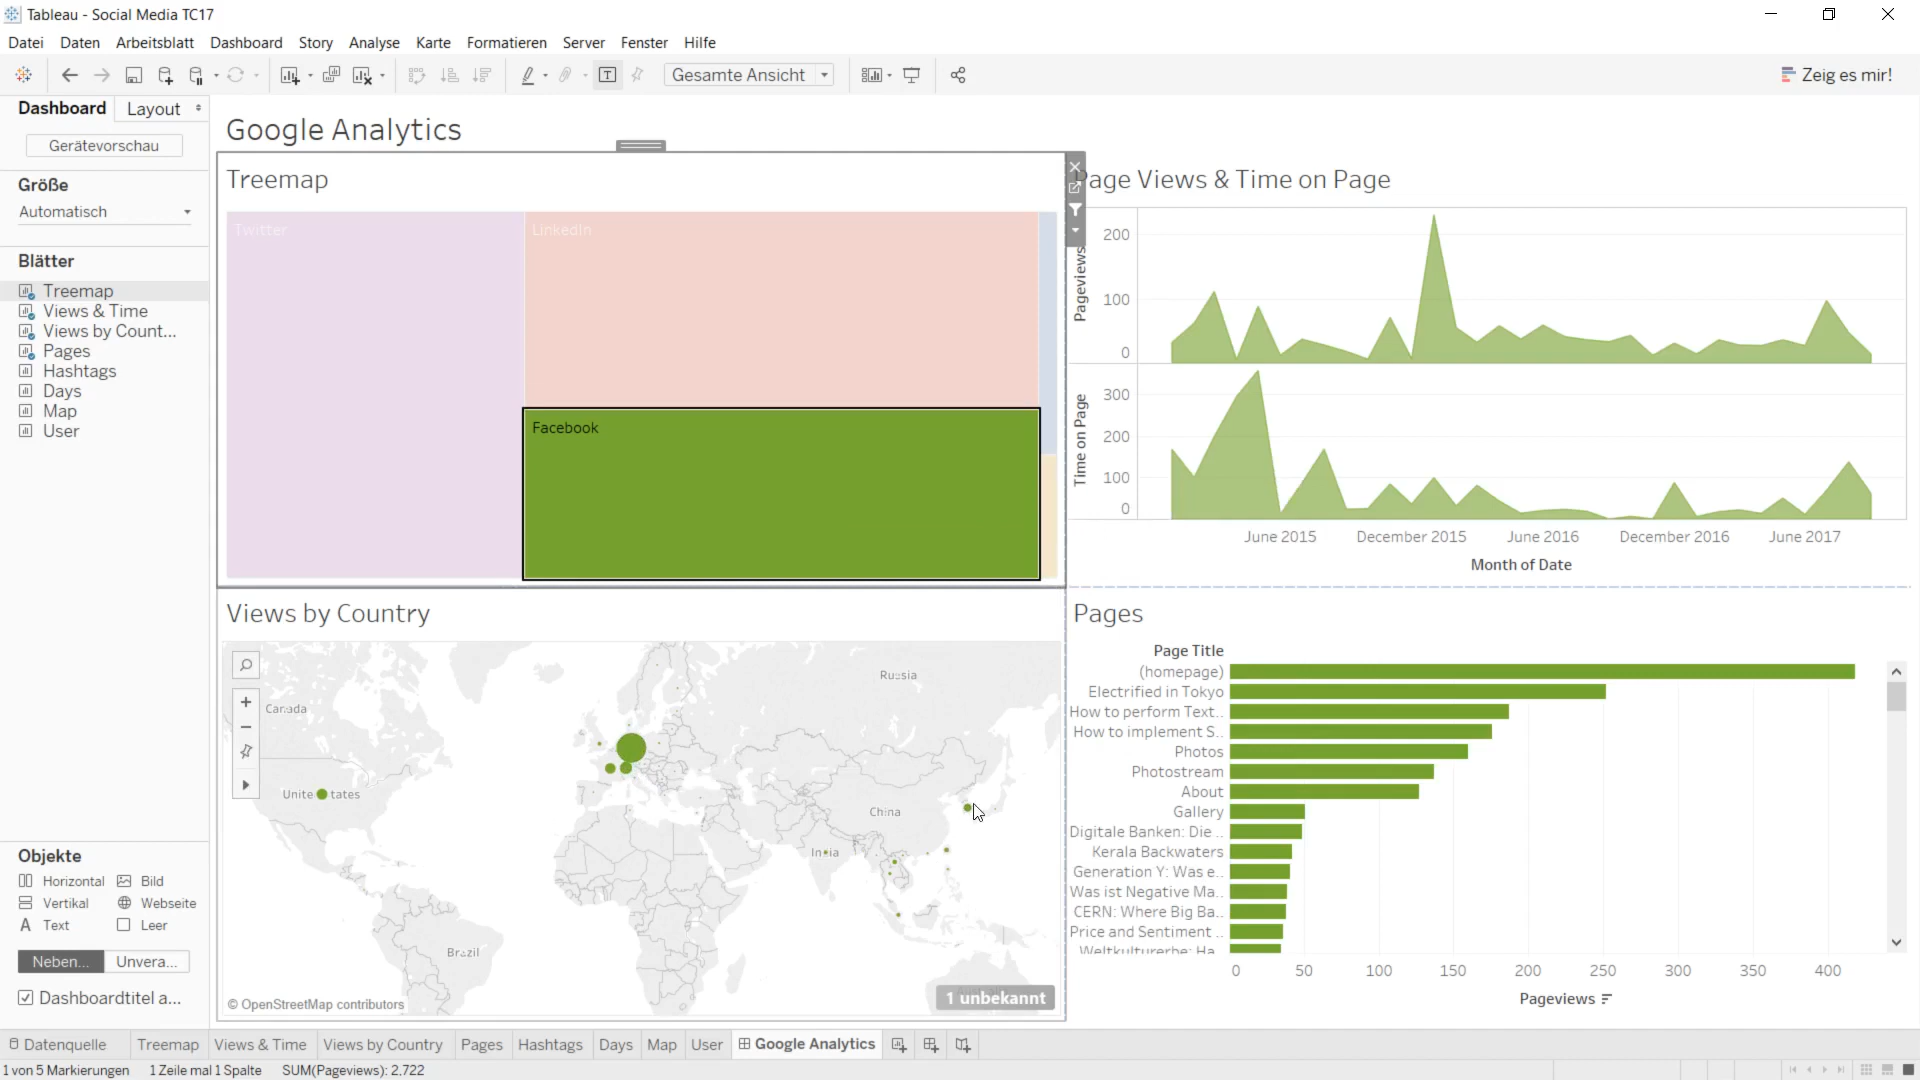 Tableau - Social Media TC17
Datei Daten Arbeitsblatt Dashboard Story Analyse Karte Formatieren Server Fenster Hilfe
Gesamte Ansicht
Zeig es mir!
Dashboard Layout
Gerätevorschau
Größe
Automatisch
Blätter
Treemap
Views & Time
Views by Count...
Pages
Hashtags
Days
Map
User
Objekte
Horizontal Bild
Vertikal Webseite
A Text Leer
Neben... Unvera...
Dashboardtitel a...
Google Analytics
Treemap
Twitter
LinkedIn
Facebook
Page Views & Time on Page
Pageviews
200
100
0
Time on Page
300
200
100
0
June 2015 December 2015 June 2016 December 2016 June 2017
Month of Date
Views by Country
Canada
Russia
China
India
Brazil
© OpenStreetMap contributors
1 unbekannt
Pages
Page Title
(homepage)
Electrified in Tokyo
How to perform Text..
How to implement S..
Photos
Photostream
About
Gallery
Digitale Banken: Die ..
Kerala Backwaters
Generation Y: Was e..
Was ist Negative Ma..
CERN: Where Big Ba..
Price and Sentiment ..
Weltkulturerbe: Ha..
0 50 100 150 200 250 300 350 400
Pageviews
Datenquelle Treemap Views & Time Views by Country Pages Hashtags Days Map User Google Analytics
1 von 5 Markierungen 1 Zeile mal 1 Spalte SUM(Pageviews): 2.722